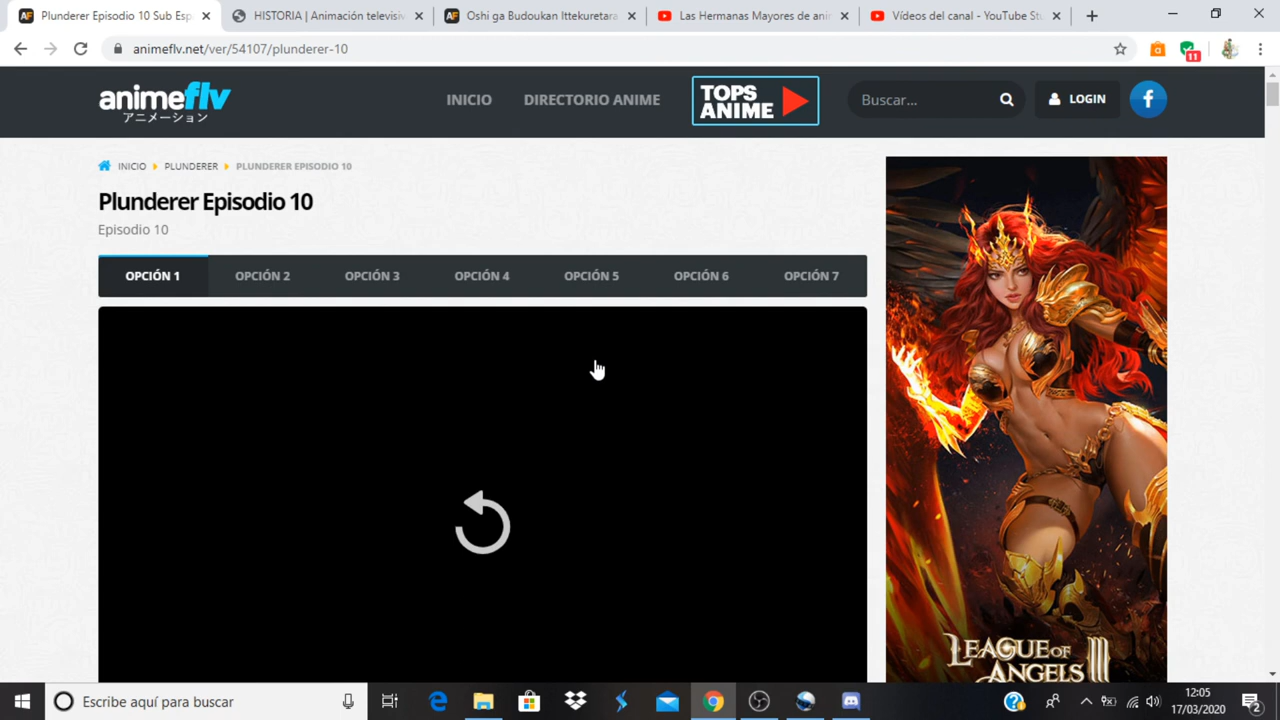 Plunderer Episodio 10 Sub Esp
HISTORIA | Animación televisiv
Oshi ga Budoukan Ittekuretara
Las Hermanas Mayores de ani
Vídeos del canal - YouTube Stu
animeflv.net/ver/54107/plunderer-10
11
animeflv
アニメーション
INICIO
DIRECTORIO ANIME
TOPS
ANIME
Buscar...
LOGIN
INICIO
PLUNDERER
PLUNDERER EPISODIO 10
Plunderer Episodio 10
Episodio 10
OPCIÓN 1
OPCIÓN 2
OPCIÓN 3
OPCIÓN 4
OPCIÓN 5
OPCIÓN 6
OPCIÓN 7
LEAGUE OF
ANGELS III
Escribe aquí para buscar
12:05
17/03/2020
2